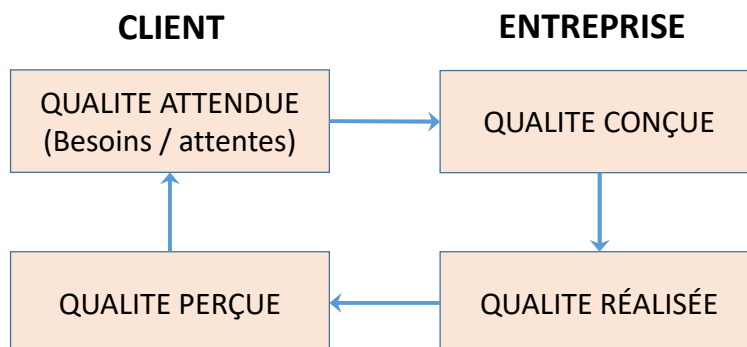 CLIENT
ENTREPRISE
QUALITE ATTENDUE
(Besoins / attentes)
QUALITE CONÇUE
QUALITE PERÇUE
QUALITE RÉALISÉE